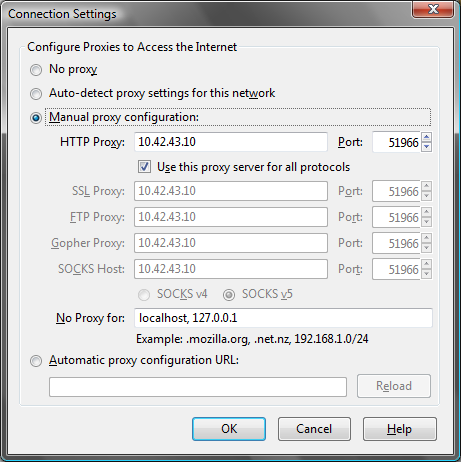 Connection Settings
Configure Proxies to Access the Internet
No proxy
Auto-detect proxy settings for this network
Manual proxy configuration:
HTTP Proxy: 10.42.43.10 Port: 51966
Use this proxy server for all protocols
SSL Proxy: 10.42.43.10 Port: 51966
FTP Proxy: 10.42.43.10 Port: 51966
Gopher Proxy: 10.42.43.10 Port: 51966
SOCKS Host: 10.42.43.10 Port: 51966
SOCKS v4 SOCKS v5
No Proxy for: localhost, 127.0.0.1
Example: .mozilla.org, .net.nz, 192.168.1.0/24
Automatic proxy configuration URL:
Reload
OK Cancel Help